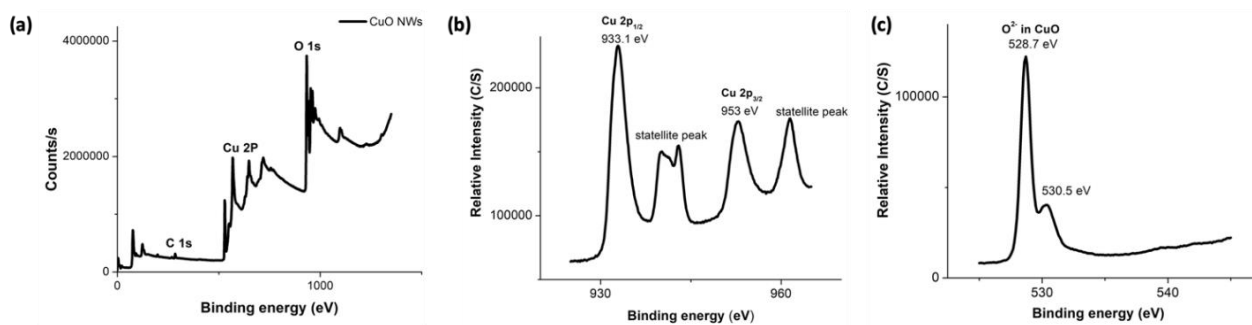 (a)
CuO NWs
4000000
2000000
0
Counts/s
O 1s
Cu 2P
C 1s
0
1000
Binding energy (eV)
(b)
Cu 2p1/2
933.1 eV
Cu 2p3/2
953 eV
statellite peak
statellite peak
200000
100000
Relative Intensity (C/S)
930
960
Binding energy (eV)
(c)
O2- in CuO
528.7 eV
530.5 eV
100000
0
Relative Intensity (C/S)
530
540
Binding energy (eV)